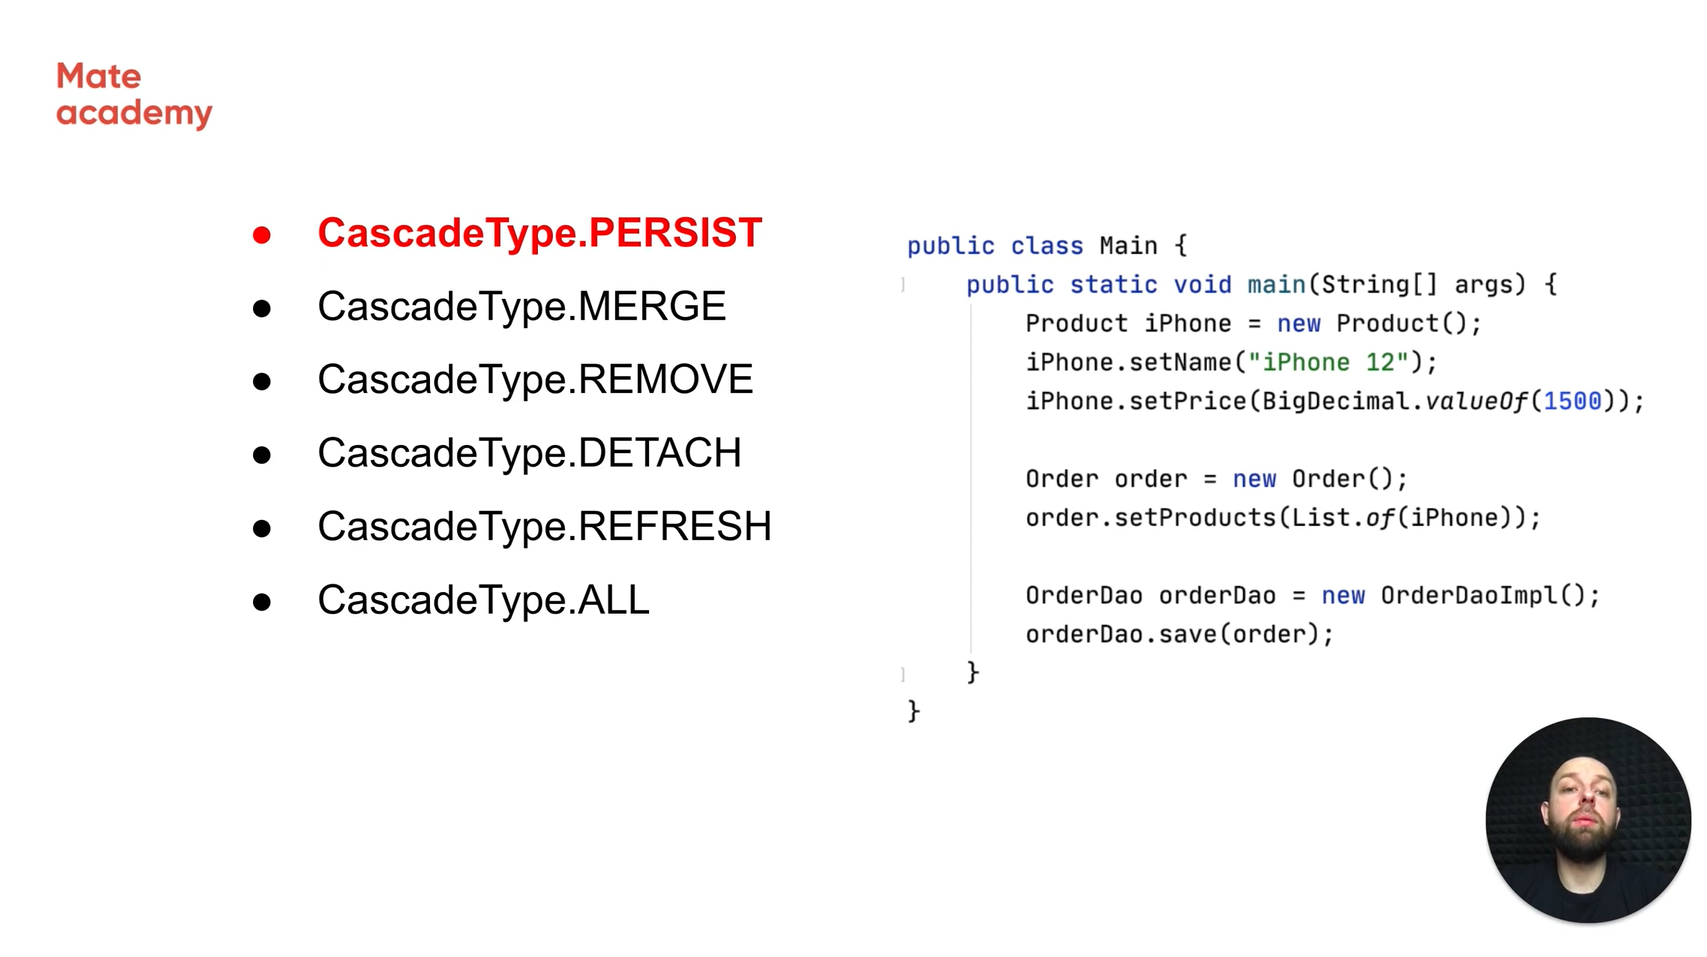 Mate
academy
● CascadeType.PERSIST
● CascadeType.MERGE
● CascadeType.REMOVE
● CascadeType.DETACH
● CascadeType.REFRESH
● CascadeType.ALL
public class Main {
    public static void main(String[] args) {
        Product iPhone = new Product();
        iPhone.setName("iPhone 12");
        iPhone.setPrice(BigDecimal.valueOf(1500));
        Order order = new Order();
        order.setProducts(List.of(iPhone));
        OrderDao orderDao = new OrderDaoImpl();
        orderDao.save(order);
    }
}